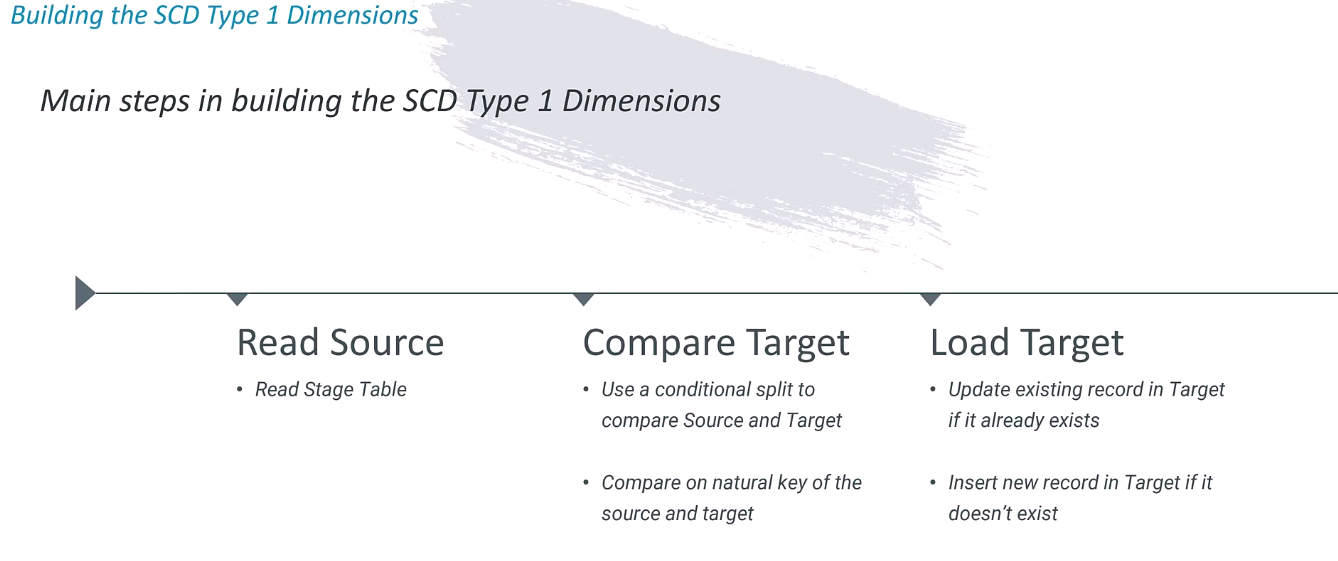 Building the SCD Type 1 Dimensions
Main steps in building the SCD Type 1 Dimensions
Read Source
• Read Stage Table
Compare Target
• Use a conditional split to
compare Source and Target
• Compare on natural key of the
source and target
Load Target
• Update existing record in Target
if it already exists
• Insert new record in Target if it
doesn’t exist